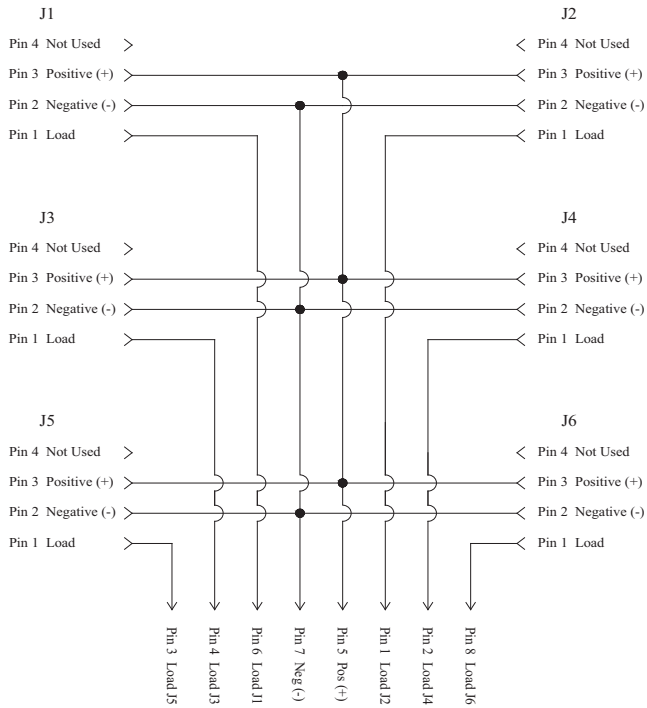 J1
Pin 4 Not Used
Pin 3 Positive (+)
Pin 2 Negative (-)
Pin 1 Load
J2
Pin 4 Not Used
Pin 3 Positive (+)
Pin 2 Negative (-)
Pin 1 Load
J3
Pin 4 Not Used
Pin 3 Positive (+)
Pin 2 Negative (-)
Pin 1 Load
J4
Pin 4 Not Used
Pin 3 Positive (+)
Pin 2 Negative (-)
Pin 1 Load
J5
Pin 4 Not Used
Pin 3 Positive (+)
Pin 2 Negative (-)
Pin 1 Load
J6
Pin 4 Not Used
Pin 3 Positive (+)
Pin 2 Negative (-)
Pin 1 Load
Pin 3 Load J5
Pin 4 Load J3
Pin 6 Load J1
Pin 7 Neg (-)
Pin 5 Pos (+)
Pin 1 Load J2
Pin 2 Load J4
Pin 8 Load J6